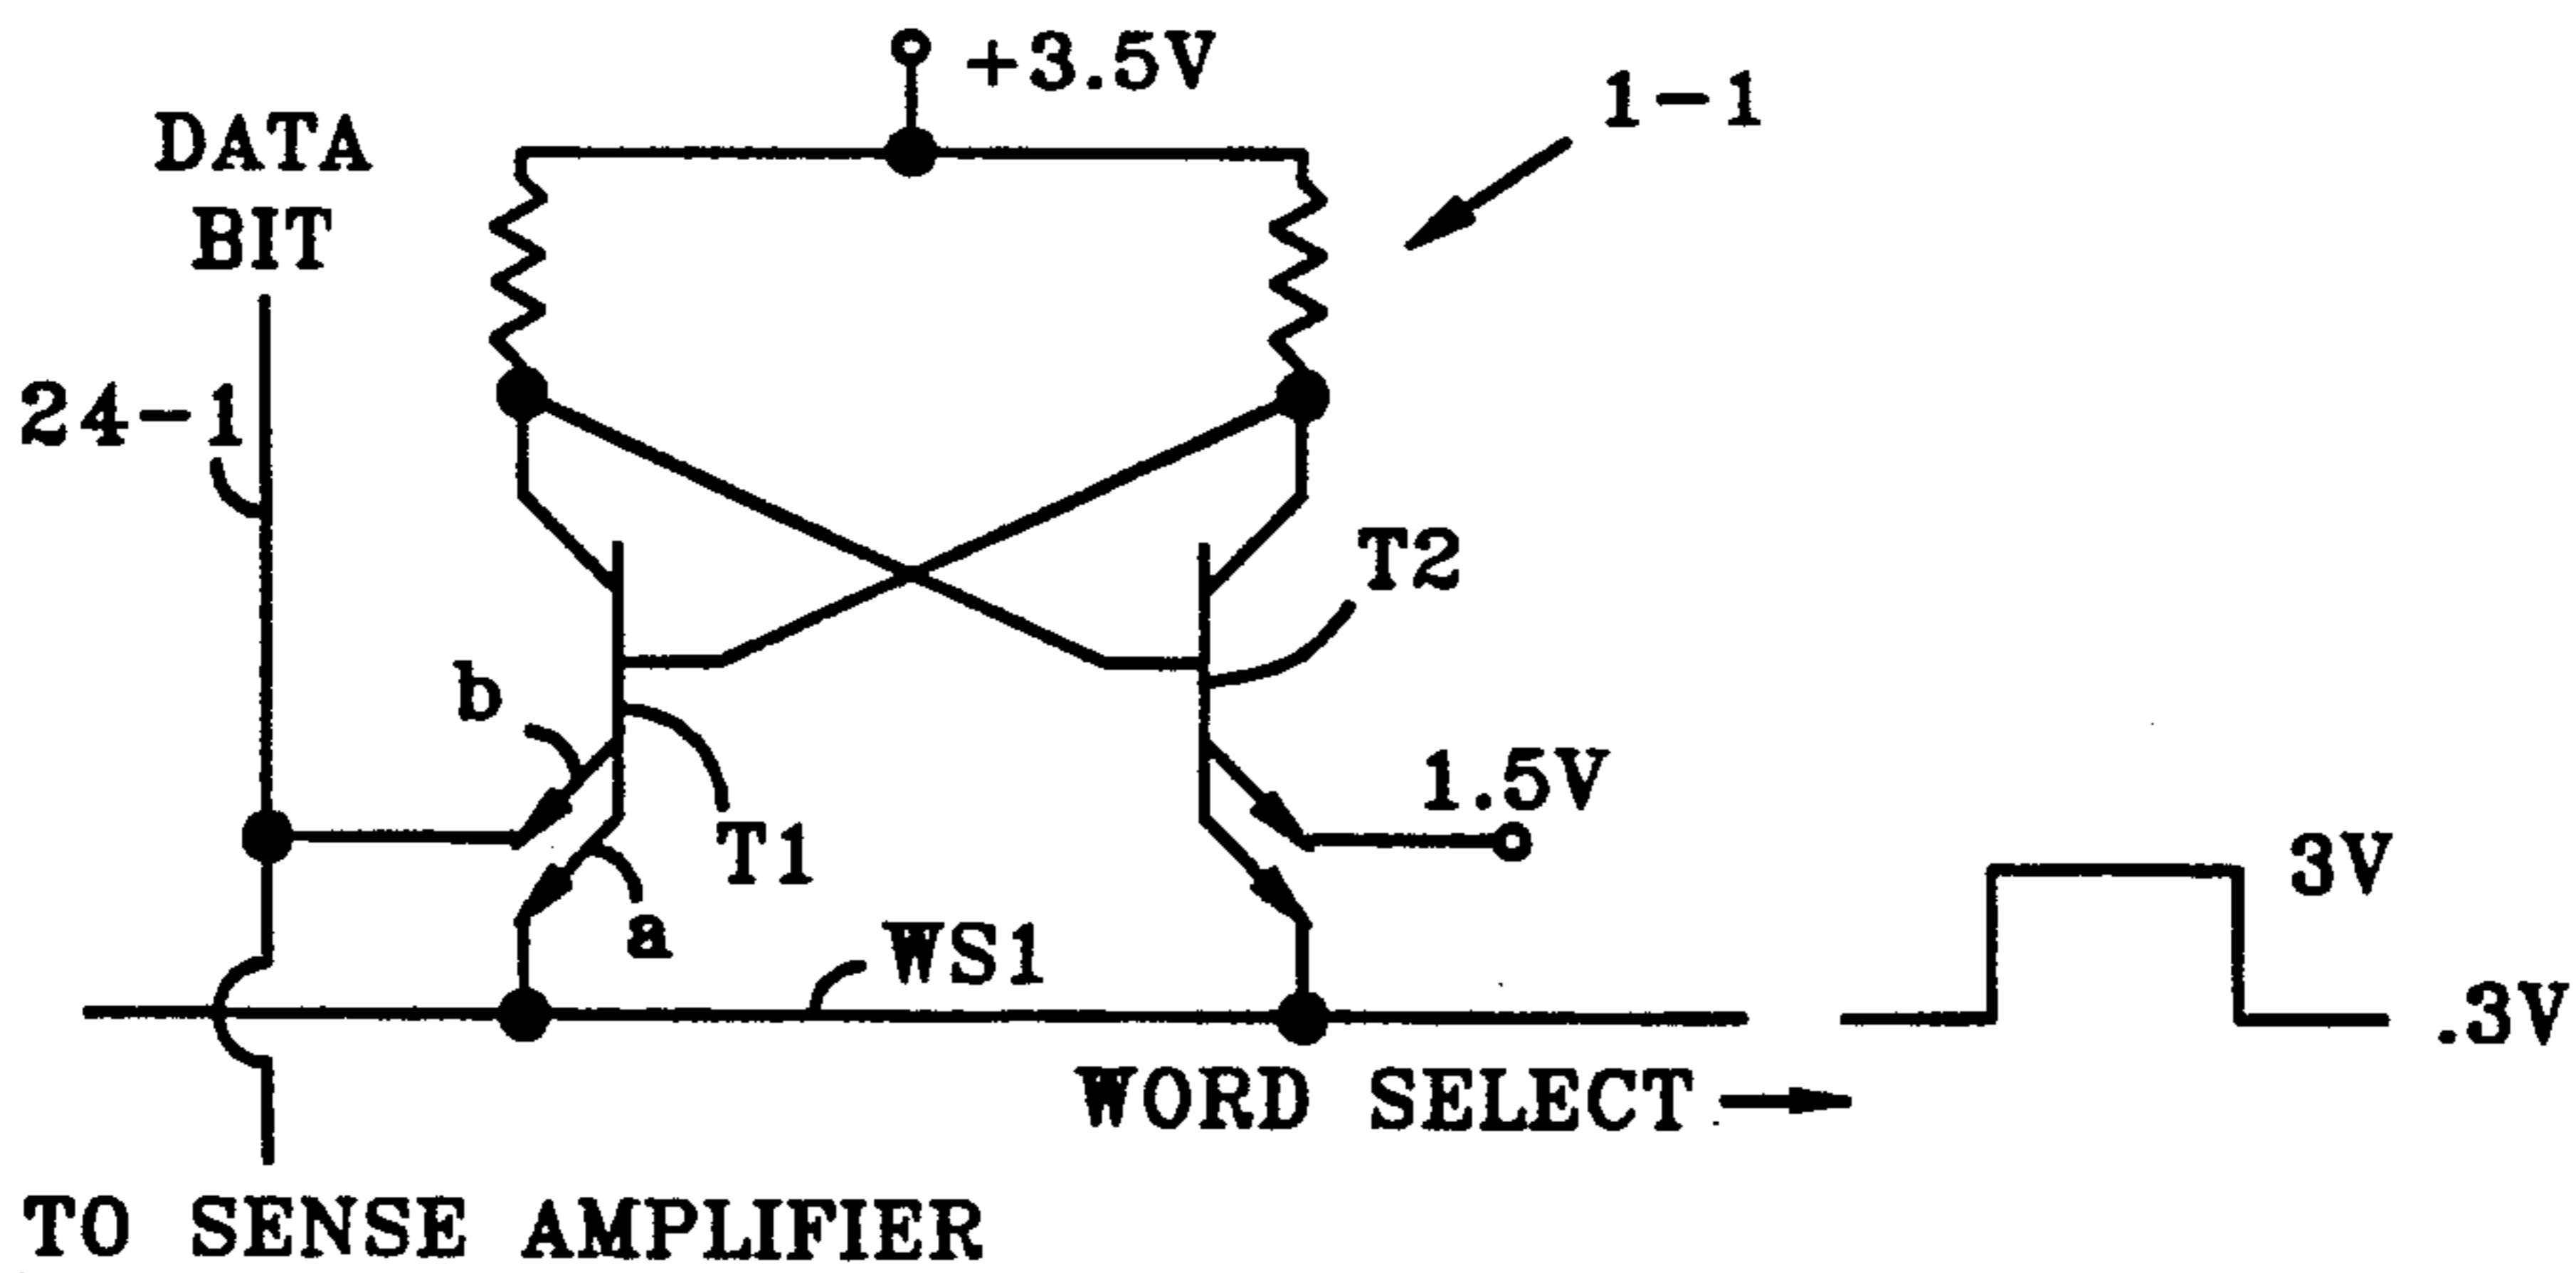 +3.5V
1-1
DATA
BIT
24-1
T2
b
1.5V
T1
3V
a
WS1
.3V
WORD SELECT
TO SENSE AMPLIFIER